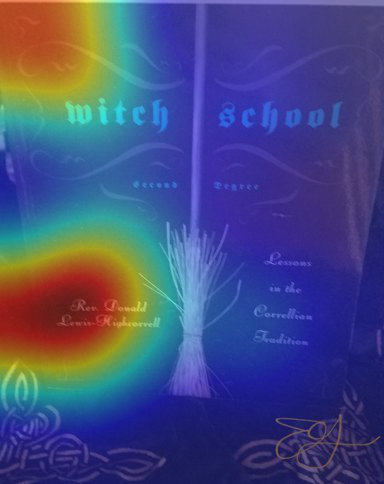 witch school
Second Degree
Lessons
in the
Correllian
Tradition
Rev. Donald
Lewis-Highcorrell